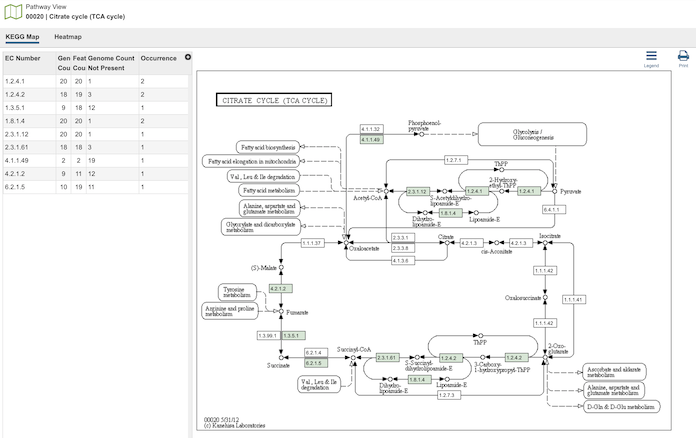 Pathway View
00020 | Citrate cycle (TCA cycle)
KEGG Map Heatmap
EC Number Gen Cou Feat Cou Genome Count Not Present Occurrence
1.2.4.1 20 20 1 2
1.2.4.2 18 19 3 2
1.3.5.1 9 18 12 1
1.8.1.4 20 20 1 2
2.3.1.12 20 20 1 1
2.3.1.61 18 18 3 1
4.1.1.49 2 2 19 1
4.2.1.2 9 11 12 1
6.2.1.5 10 19 11 1
Legend
Print
CITRATE CYCLE (TCA CYCLE)
4.1.1.32
4.1.1.49
Phosphoenol-
pyruvate
Glycolysis /
Gluconeogenesis
Fatty acid biosynthesis
Fatty acid elongation in mitochondria
Val, Leu & Ile degradation
Fatty acid metabolism
Alanine, aspartate and
glutamate metabolism
Glyoxylate and dicarboxylate
metabolism
1.2.7.1
ThPP
2-Hydroxy-
ethyl-ThPP
Acetyl-CoA
2.3.1.12
S-Acetyldihydro-
lipoamide-E
1.2.4.1
1.2.4.1
Pyruvate
1.8.1.4
Dihydro-
lipoamide-E
Lipoamide-E
6.4.1.1
1.1.1.37
Oxaloacetate
2.3.3.1
2.3.3.8
4.1.3.6
Citrate
4.2.1.3
cis-Aconitate
4.2.1.3
Isocitrate
(S)-Malate
4.2.1.2
1.1.1.42
1.1.1.41
Tyrosine
metabolism
Arginine and proline
metabolism
Fumarate
Oxalosuccinate
1.1.1.42
1.3.99.1
1.3.5.1
Succinate
6.2.1.4
6.2.1.5
Succinyl-CoA
2.3.1.61
S-Succinyl-
dihydrolipoamide-E
1.2.4.2
ThPP
3-Carboxy-
1-hydroxypropyl-ThPP
1.2.4.2
2-Oxo-
glutarate
1.8.1.4
Dihydro-
lipoamide-E
Lipoamide-E
1.2.7.3
Val, Leu & Ile
degradation
Ascorbate and aldarate
metabolism
Alanine, aspartate and
glutamate metabolism
D-Gln & D-Glu metabolism
00020 5/31/12
(c) Kanehisa Laboratories